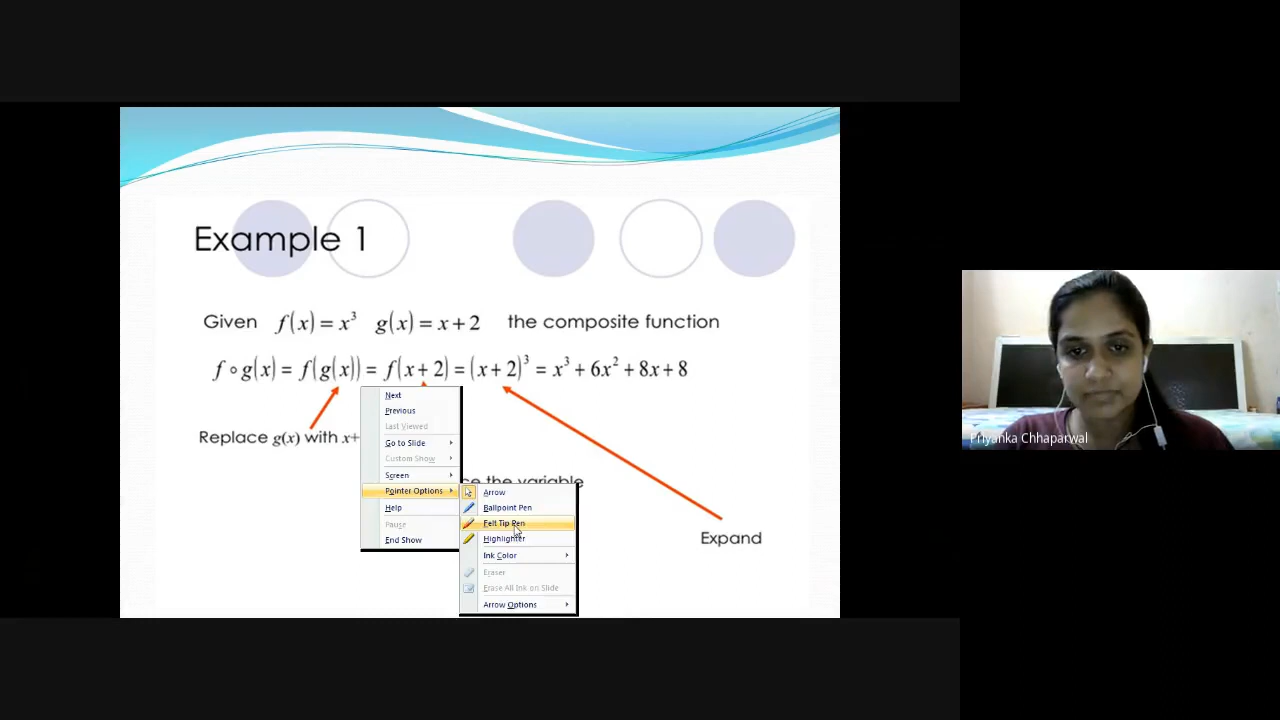 Example 1
Given f(x) = x³ g(x) = x + 2 the composite function
f ∘ g(x) = f(g(x)) = f(x + 2) = (x + 2)³ = x³ + 6x² + 8x + 8
Replace g(x) with x+
the variable
Expand
Next
Previous
Last Viewed
Go to Slide
Custom Show
Screen
Pointer Options
Help
Pause
End Show
Arrow
Ballpoint Pen
Felt Tip Pen
Highlighter
Ink Color
Eraser
Erase All Ink on Slide
Arrow Options
Priyanka Chhaparwal